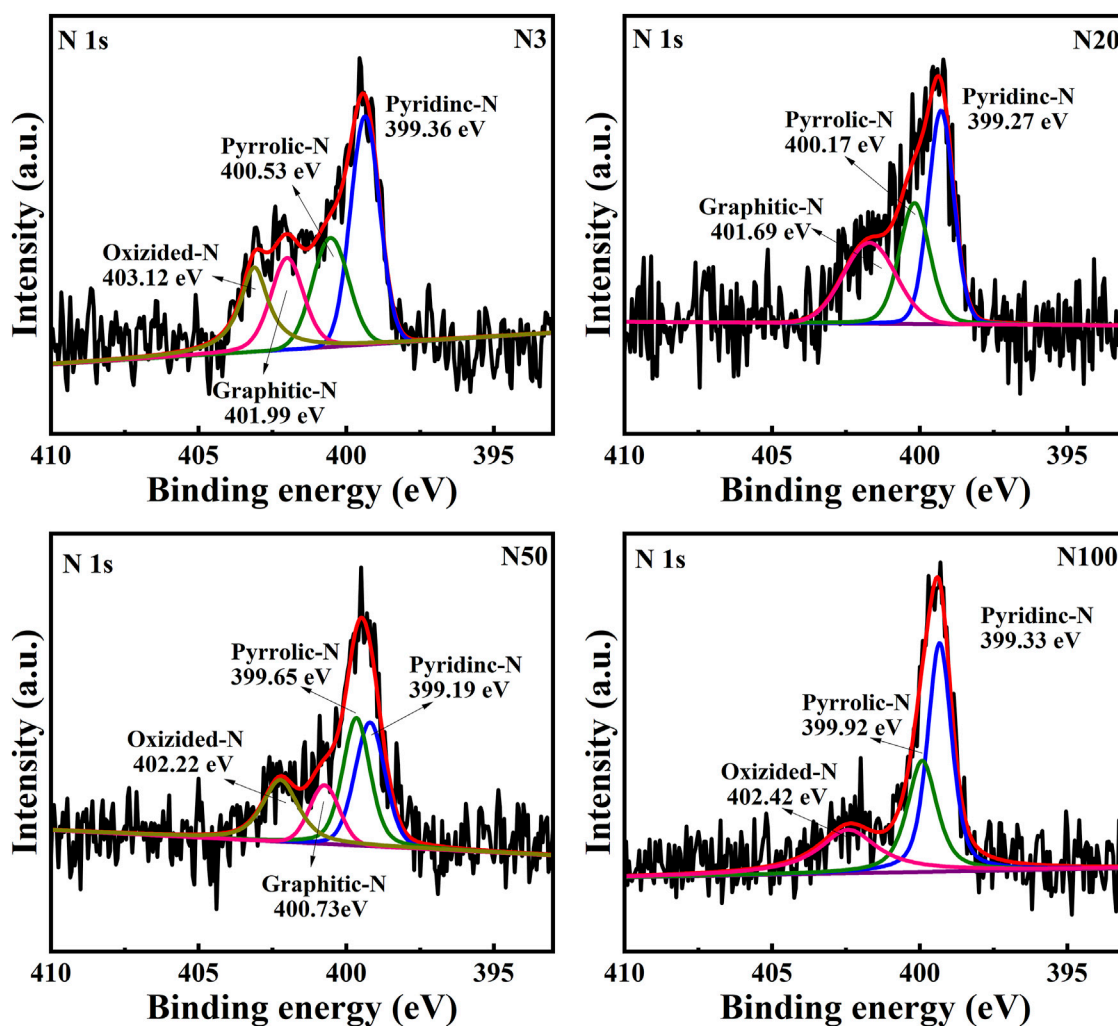 N 1s
N3
Pyridinc-N
399.36 eV
Pyrrolic-N
400.53 eV
Oxizided-N
403.12 eV
Graphitic-N
401.99 eV
Intensity (a.u.)
410
405
400
395
Binding energy (eV)
N 1s
N20
Pyridinc-N
399.27 eV
Pyrrolic-N
400.17 eV
Graphitic-N
401.69 eV
Intensity (a.u.)
410
405
400
395
Binding energy (eV)
N 1s
N50
Pyrrolic-N
399.65 eV
Pyridinc-N
399.19 eV
Oxizided-N
402.22 eV
Graphitic-N
400.73eV
Intensity (a.u.)
410
405
400
395
Binding energy (eV)
N 1s
N100
Pyridinc-N
399.33 eV
Pyrrolic-N
399.92 eV
Oxizided-N
402.42 eV
Intensity (a.u.)
410
405
400
395
Binding energy (eV)